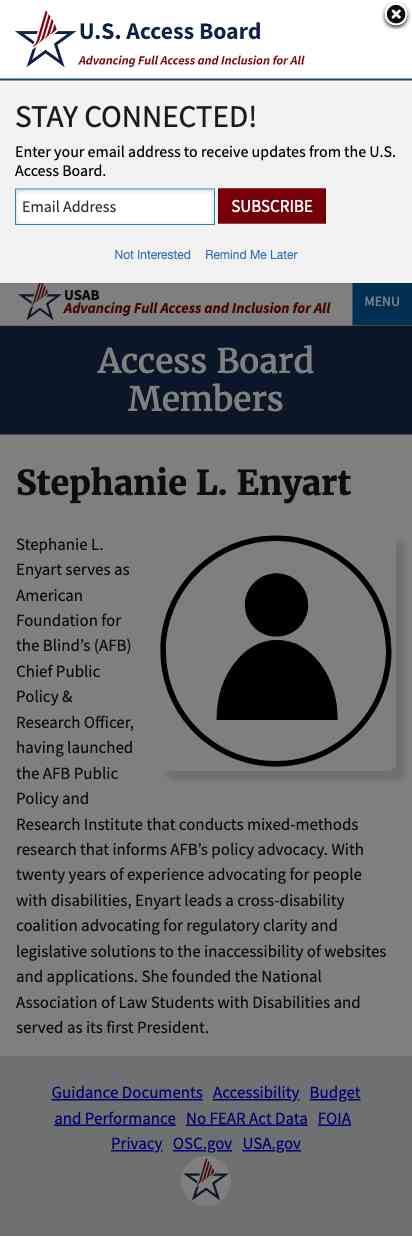 U.S. Access Board
Advancing Full Access and Inclusion for All
STAY CONNECTED!
Enter your email address to receive updates from the U.S.
Access Board.
Email Address
SUBSCRIBE
Not Interested Remind Me Later
USAB
Advancing Full Access and Inclusion for All
MENU
Access Board
Members
Stephanie L. Enyart
Stephanie L.
Enyart serves as
American
Foundation for
the Blind’s (AFB)
Chief Public
Policy &
Research Officer,
having launched
the AFB Public
Policy and
Research Institute that conducts mixed-methods
research that informs AFB’s policy advocacy. With
twenty years of experience advocating for people
with disabilities, Enyart leads a cross-disability
coalition advocating for regulatory clarity and
legislative solutions to the inaccessibility of websites
and applications. She founded the National
Association of Law Students with Disabilities and
served as its first President.
Guidance Documents Accessibility Budget
and Performance No FEAR Act Data FOIA
Privacy OSC.gov USA.gov